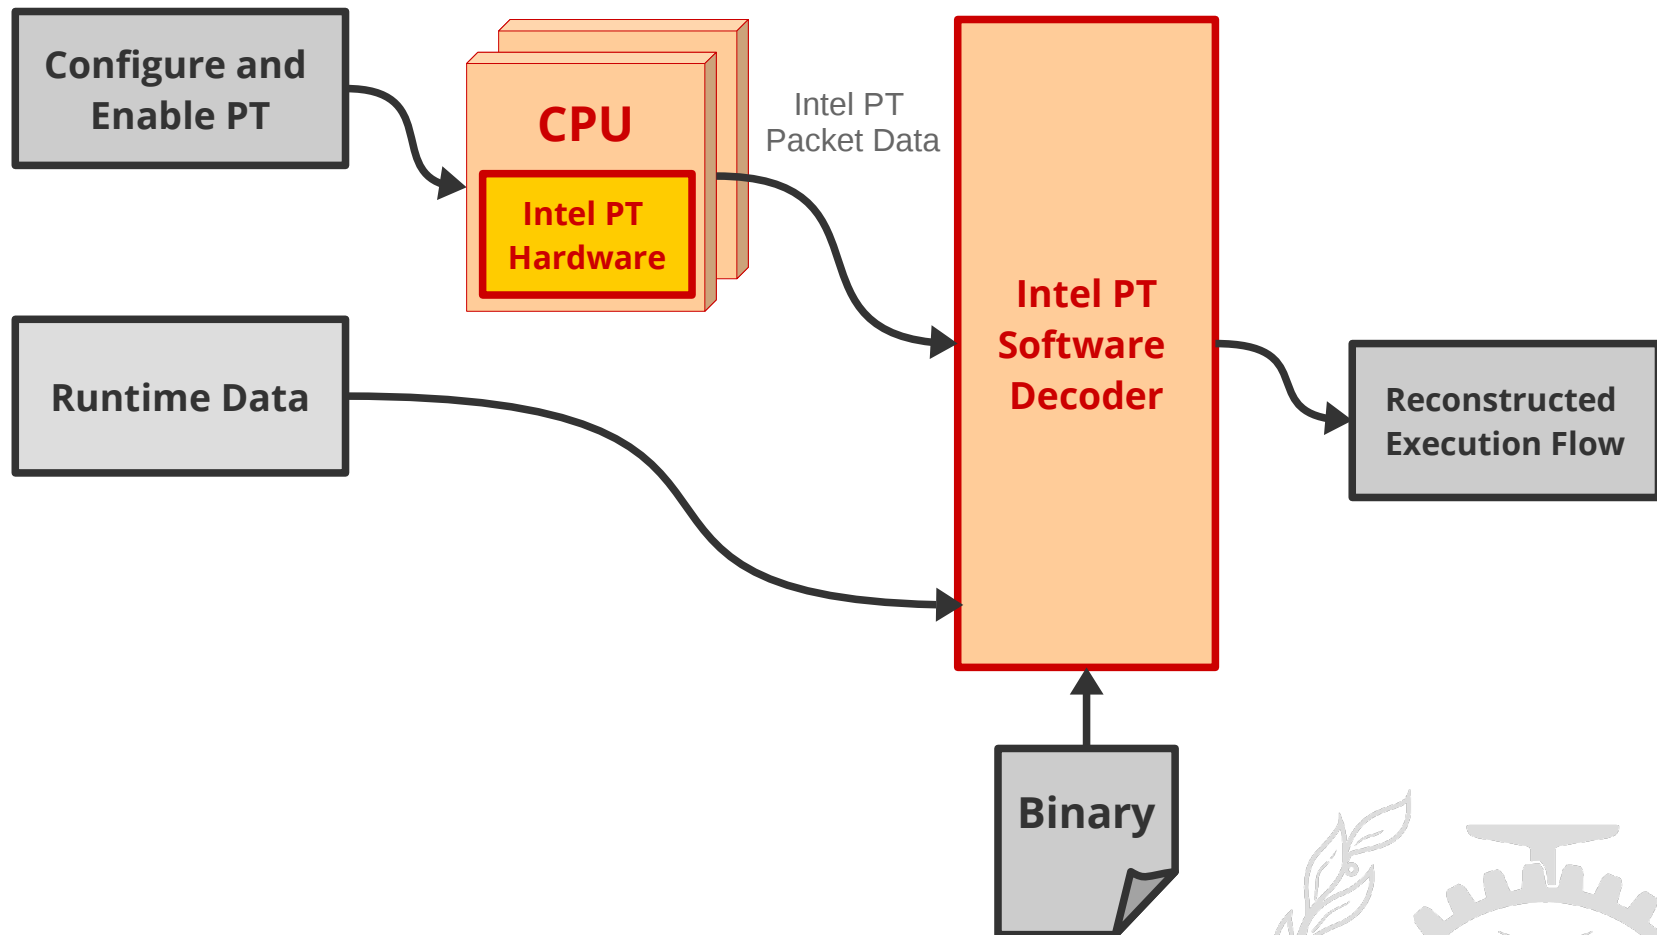 Configure and
Enable PT
CPU
Intel PT
Hardware
Intel PT
Packet Data
Runtime Data
Intel PT
Software
Decoder
Reconstructed
Execution Flow
Binary